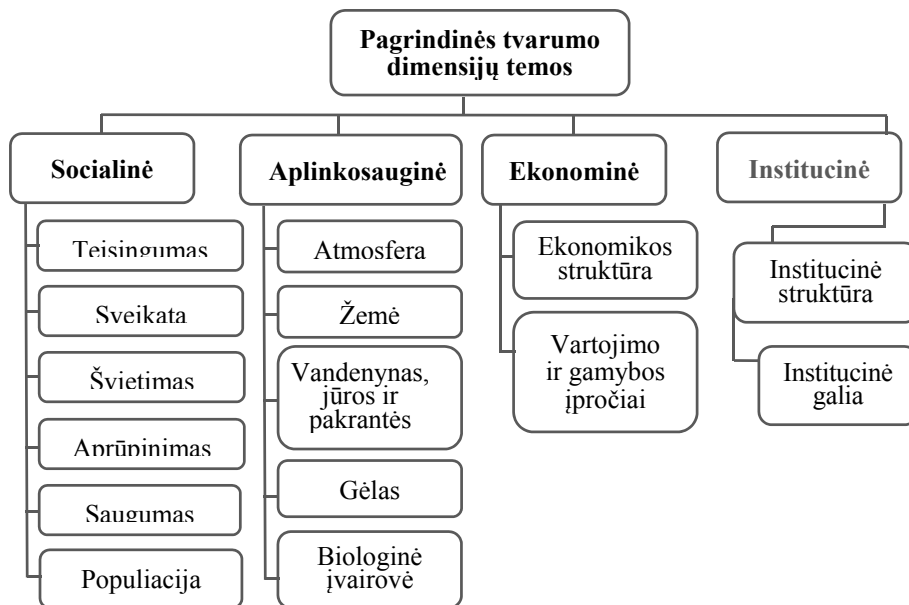 Pagrindinės tvarumo
dimensijų temos
Socialinė
Aplinkosauginė
Ekonominė
Institucinė
Teisingumas
Sveikata
Švietimas
Aprūpinimas
Saugumas
Populiacija
Atmosfera
Žemė
Vandenynas,
jūros ir
pakrantės
Gėlas
Biologinė
įvairovė
Ekonomikos
struktūra
Vartojimo
ir gamybos
įpročiai
Institucinė
struktūra
Institucinė
galia